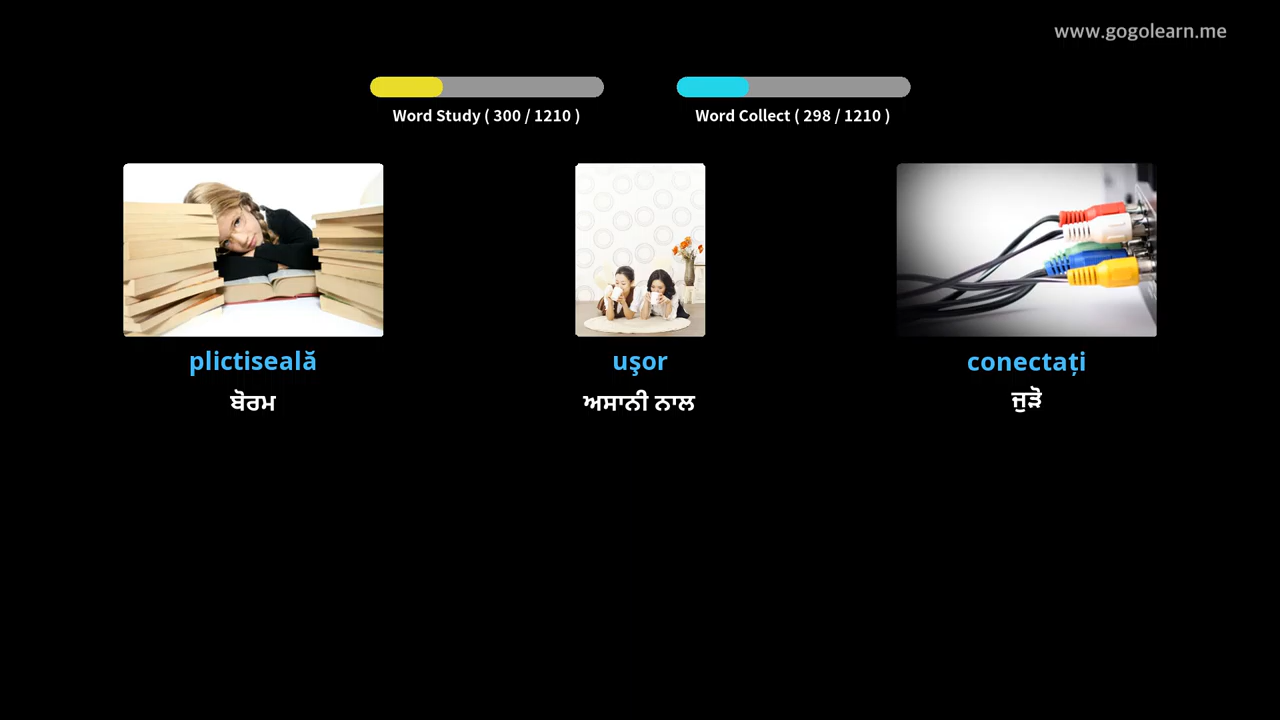 www.gogolearn.me
Word Study ( 300 / 1210 )
Word Collect ( 298 / 1210 )
plictiseală
uşor
conectați
ਬੋਰਮ
ਅਸਾਨੀ ਨਾਲ
ਜੁੜੋ